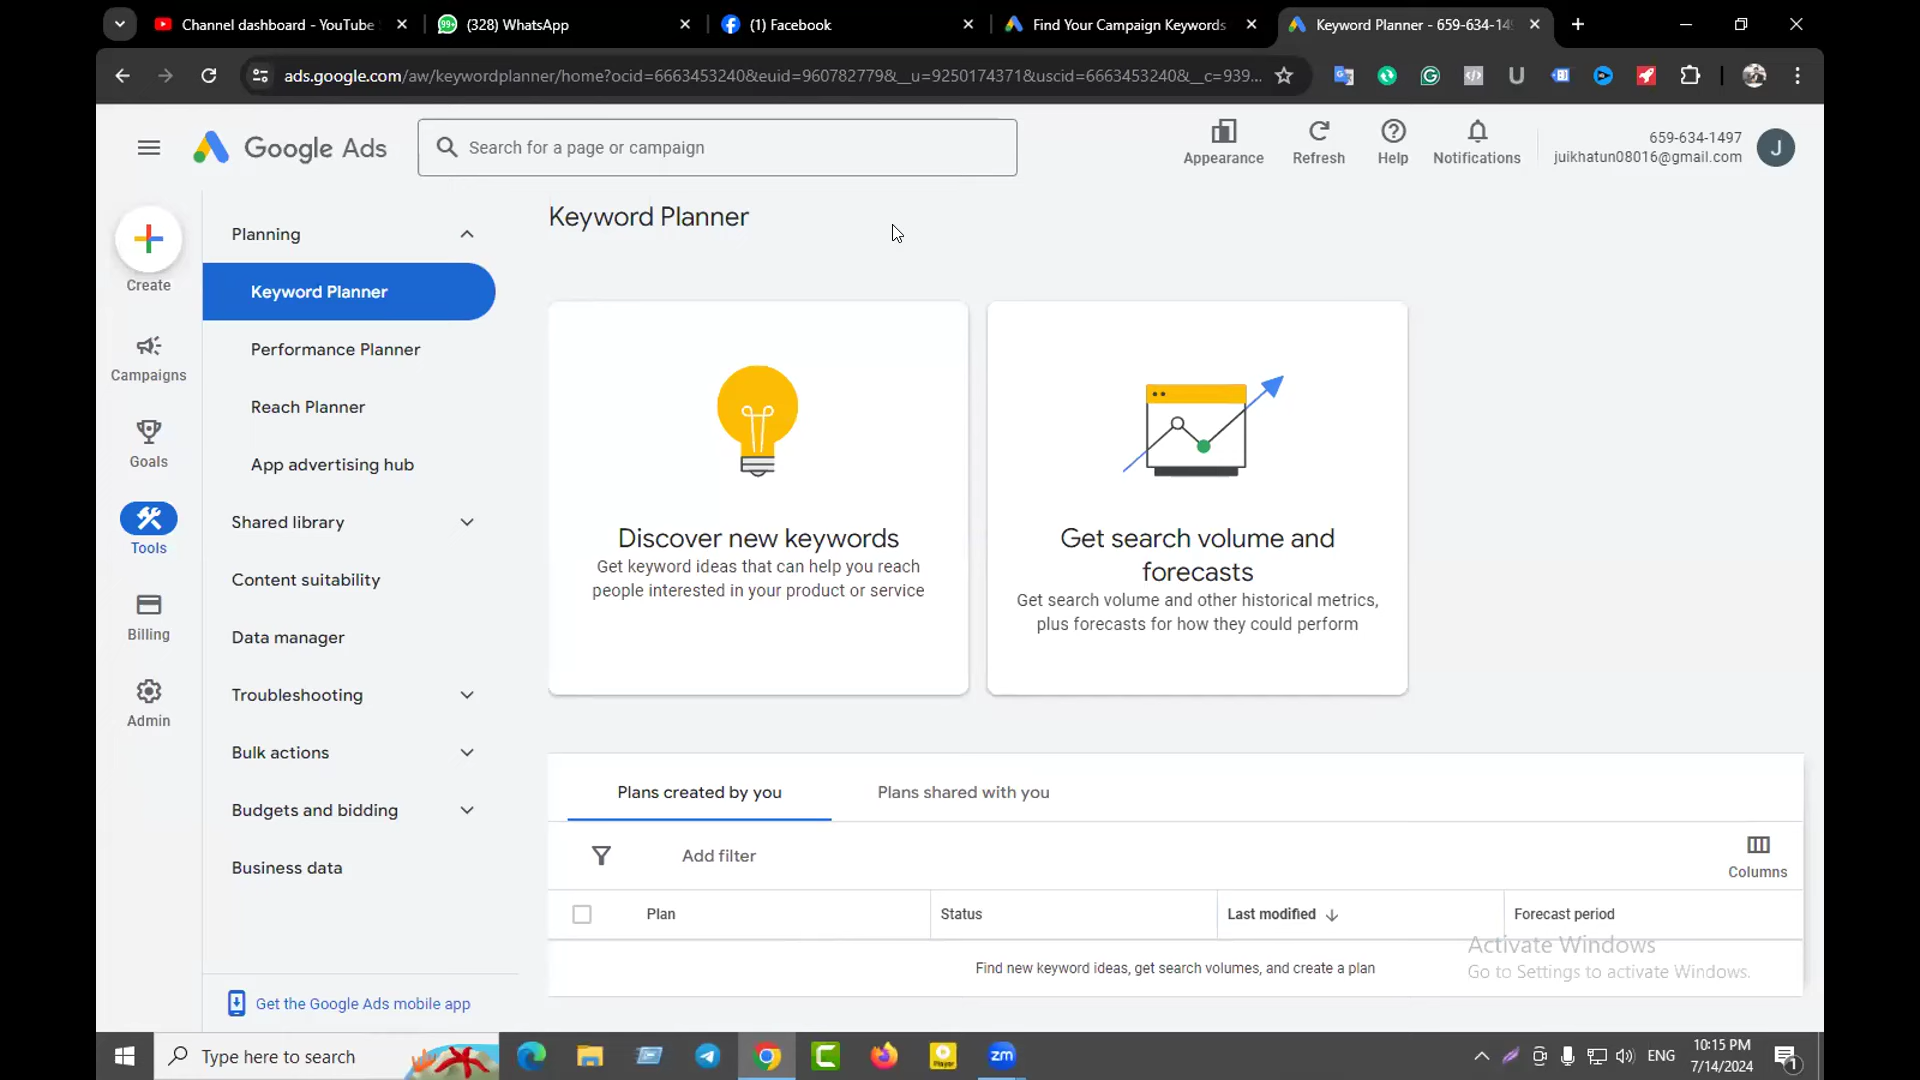 Channel dashboard - YouTube
99+
(328) WhatsApp
(1) Facebook
Find Your Campaign Keywords
Keyword Planner - 659-634-149
ads.google.com/aw/keywordplanner/home?ocid=6663453240&euid=960782779&__u=9250174371&uscid=6663453240&__c=939...
Google Ads
Search for a page or campaign
Appearance
Refresh
Help
Notifications
659-634-1497
juikhatun08016@gmail.com
J
Create
Campaigns
Goals
Tools
Billing
Admin
Planning
Keyword Planner
Performance Planner
Reach Planner
App advertising hub
Shared library
Content suitability
Data manager
Troubleshooting
Bulk actions
Budgets and bidding
Business data
Get the Google Ads mobile app
Keyword Planner
Discover new keywords
Get keyword ideas that can help you reach
people interested in your product or service
Get search volume and
forecasts
Get search volume and other historical metrics,
plus forecasts for how they could perform
Plans created by you
Plans shared with you
Add filter
Columns
Plan
Status
Last modified
Forecast period
Find new keyword ideas, get search volumes, and create a plan
Activate Windows
Go to Settings to activate Windows.
Type here to search
zm
ENG
10:15 PM
7/14/2024
1